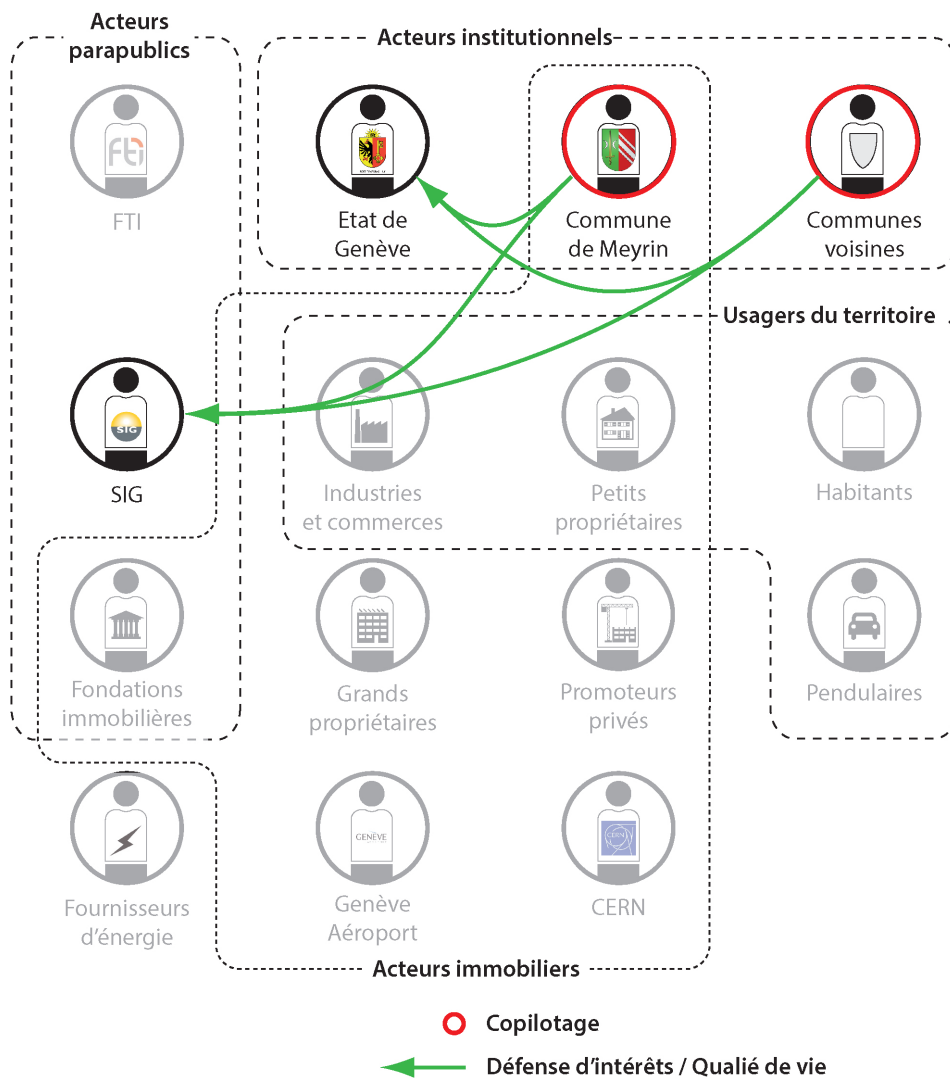 Acteurs
parapublics
Acteurs institutionnels
fti
FTI
Etat de
Genève
Commune
de Meyrin
Communes
voisines
Usagers du territoire
SIG
SIG
Industries
et commerces
Petits
propriétaires
Habitants
Fondations
immobilières
Grands
propriétaires
Promoteurs
privés
Pendulaires
GENÈVE
CERN
Fournisseurs
d’énergie
Genève
Aéroport
CERN
Acteurs immobiliers
Copilotage
Défense d’intérêts / Qualié de vie